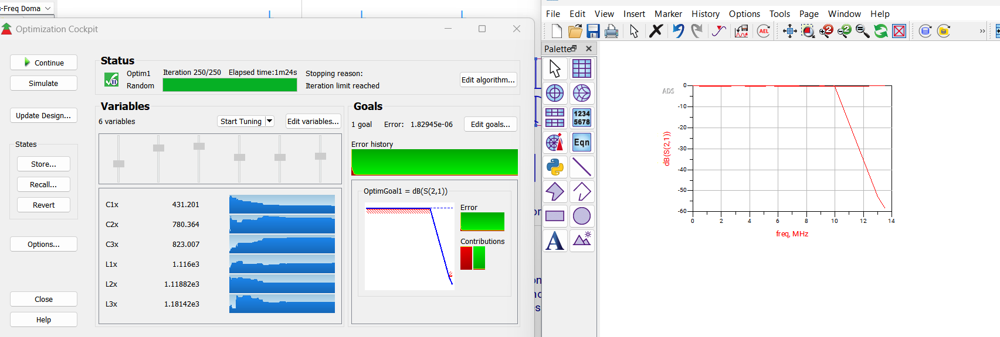 s-Freq Doma
Optimization Cockpit
Continue
Simulate
Update Design...
States
Store...
Recall...
Revert
Options...
Close
Help
Status
Optim1
Random
Iteration 250/250 Elapsed time:1m24s
Stopping reason:
Iteration limit reached
Edit algorithm...
Variables
6 variables
Start Tuning
Edit variables...
C1x 431.201
C2x 780.364
C3x 823.007
L1x 1.116e3
L2x 1.11882e3
L3x 1.18142e3
Goals
1 goal Error: 1.82945e-06
Edit goals...
Error history
OptimGoal1 = dB(S(2,1))
Error
Contributions
File Edit View Insert Marker History Options Tools Page Window Help
AEL
2
2
»
Palette
1234
5678
Eqn
A
ADS
0
-10
-20
-30
-40
-50
-60
dB(S(2,1))
0 2 4 6 8 10 12 14
freq, MHz